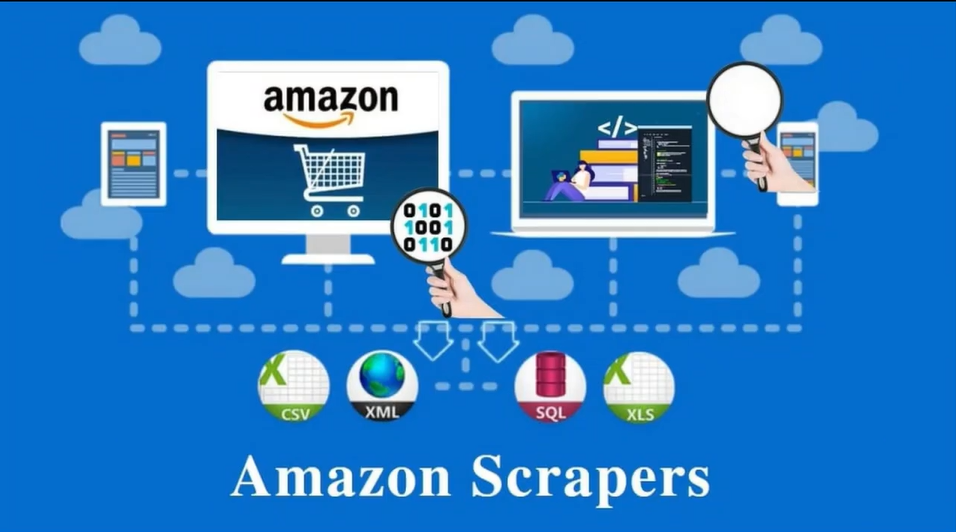 amazon
</>
0101
1001
0110
CSV
XML
SQL
XLS
Amazon Scrapers